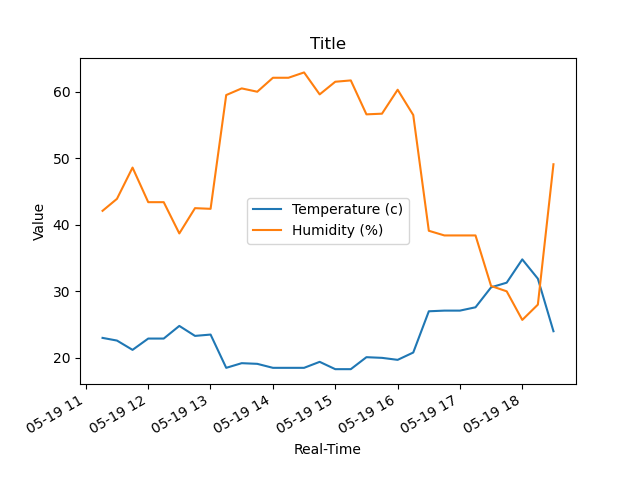 Title
60
50
40
30
20
Value
Temperature (c)
Humidity (%)
05-19 11
05-19 12
05-19 13
05-19 14
05-19 15
05-19 16
05-19 17
05-19 18
Real-Time